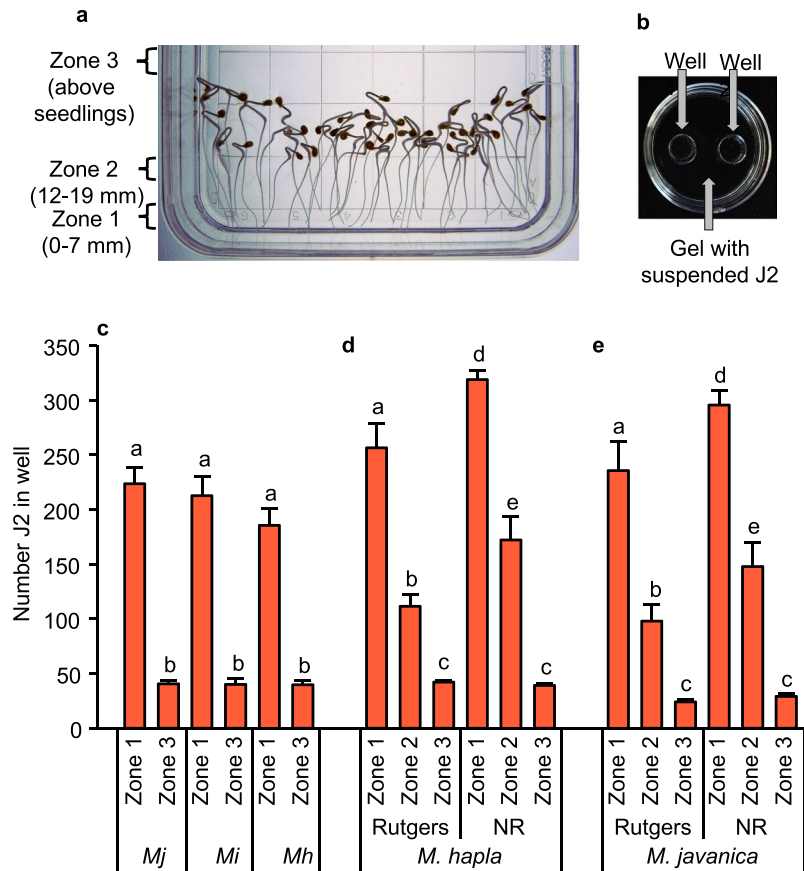 a
Zone 3
(above
seedlings)
Zone 2
(12-19 mm)
Zone 1
(0-7 mm)
b
Well Well
Gel with
suspended J2
c
d
e
Number J2 in well
350
300
250
200
150
100
50
0
a
b
a
b
a
b
a
b
c
d
e
c
a
b
c
d
e
c
Zone 1
Zone 3
Zone 1
Zone 3
Zone 1
Zone 3
Zone 1
Zone 2
Zone 3
Zone 1
Zone 2
Zone 3
Zone 1
Zone 2
Zone 3
Zone 1
Zone 2
Zone 3
Rutgers NR Rutgers NR
Mj Mi Mh M. hapla M. javanica